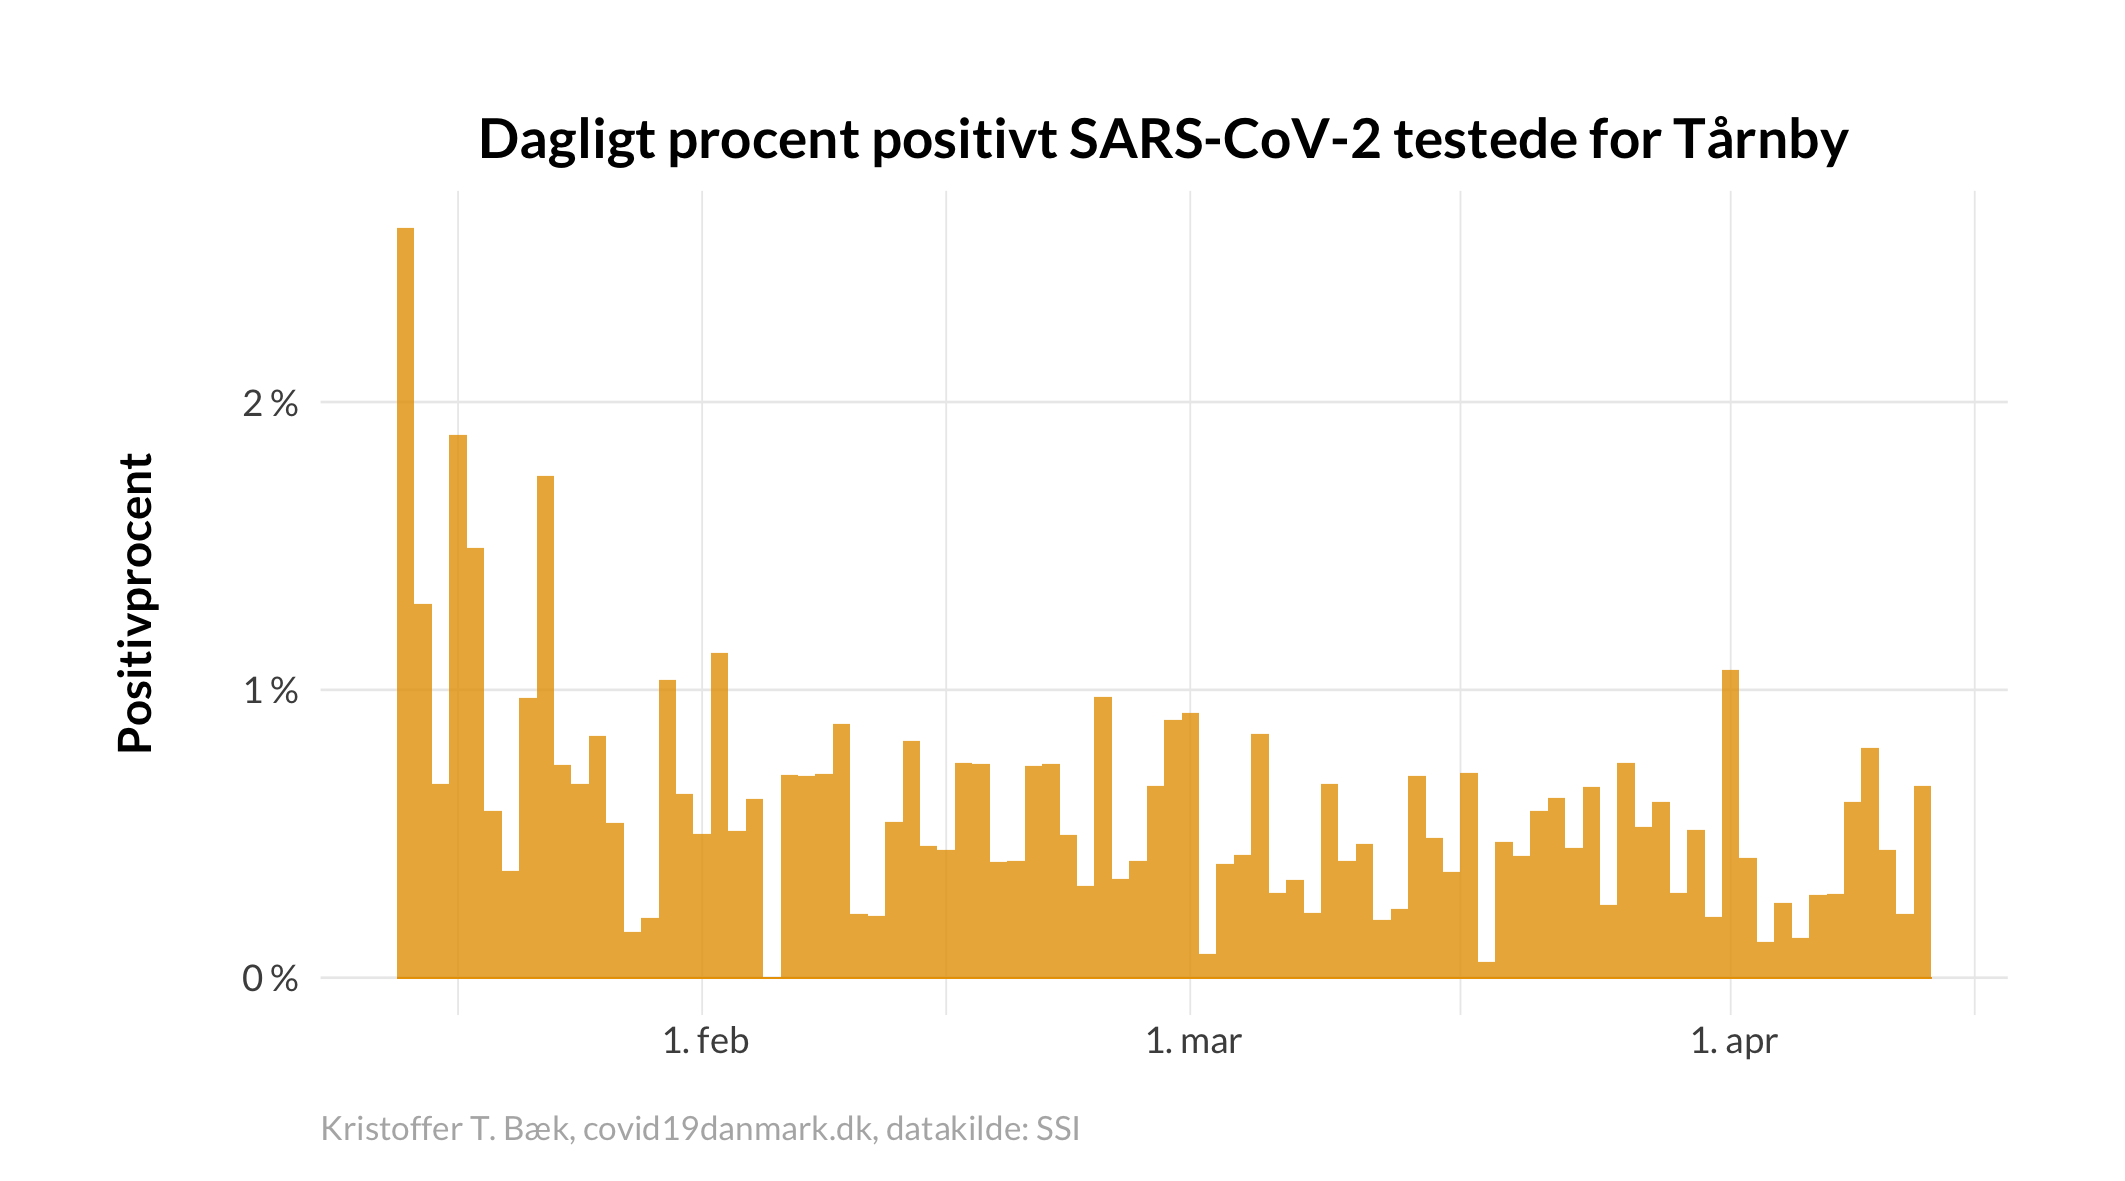 Dagligt procent positivt SARS-CoV-2 testede for Tårnby
Positivprocent
2 %
1 %
0 %
1. feb
1. mar
1. apr
Kristoffer T. Bæk, covid19danmark.dk, datakilde: SSI